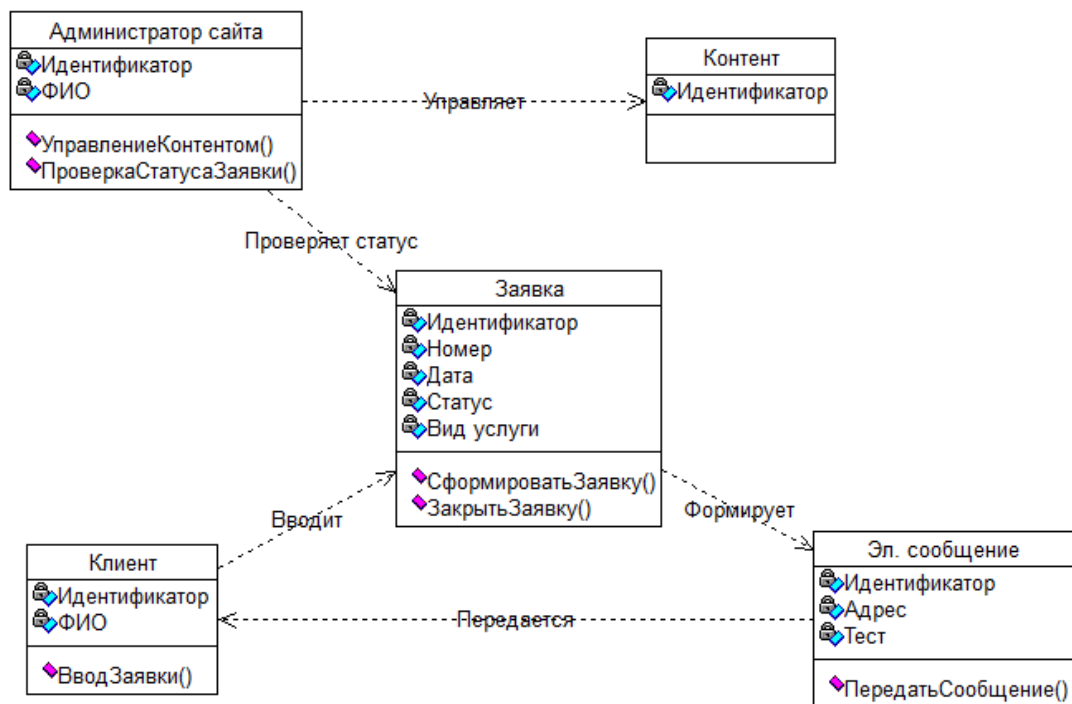 Администратор сайта
Идентификатор
ФИО
УправлениеКонтентом()
ПроверкаСтатусаЗаявки()
Управляет
Контент
Идентификатор
Проверяет статус
Заявка
Идентификатор
Номер
Дата
Статус
Вид услуги
СформироватьЗаявку()
ЗакрытьЗаявку()
Вводит
Формирует
Клиент
Идентификатор
ФИО
ВводЗаявки()
Передается
Эл. сообщение
Идентификатор
Адрес
Тест
ПередатьСообщение()